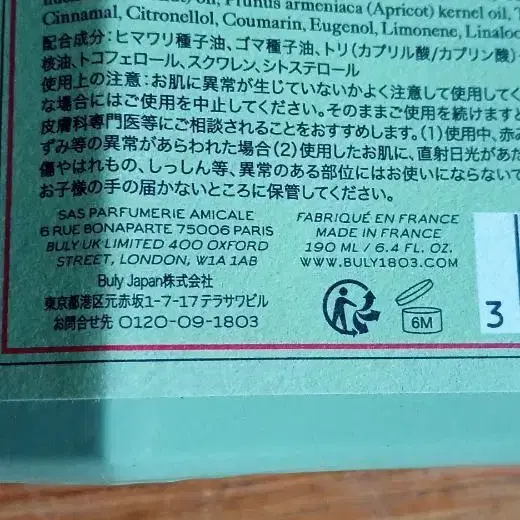 oil, Prunus armeniaca (Apricot) kernel oil, T
Cinnamal, Citronellol, Coumarin, Eugenol, Limonene, Linaloo
配合成分：ヒマワリ種子油、ゴマ種子油、トリ(カプリル酸/カプリン酸)
核油、トコフェロール、スクワレン、シトステロール
使用上の注意：お肌に異常が生じていないかよく注意して使用してく
な場合にはご使用を中止してください。そのままご使用を続けますと
皮膚科専門医等にご相談されることをおすすめします。(1)使用中、赤み
ずみ等の異常があらわれた場合(2)使用したお肌に、直射日光があた
傷やはれもの、しっしん等、異常のある部位にはお使いにならないで
お子様の手の届かないところに保管してください。
SAS PARFUMERIE AMICALE
6 RUE BONAPARTE 75006 PARIS
BULY UK LIMITED 400 OXFORD
STREET, LONDON, W1A 1AB
Buly Japan株式会社
東京都港区元赤坂1-7-17テラサワビル
お問合せ先 0120-09-1803
FABRIQUÉ EN FRANCE
MADE IN FRANCE
190 ML / 6.4 FL. OZ.
WWW.BULY1803.COM
6M
3